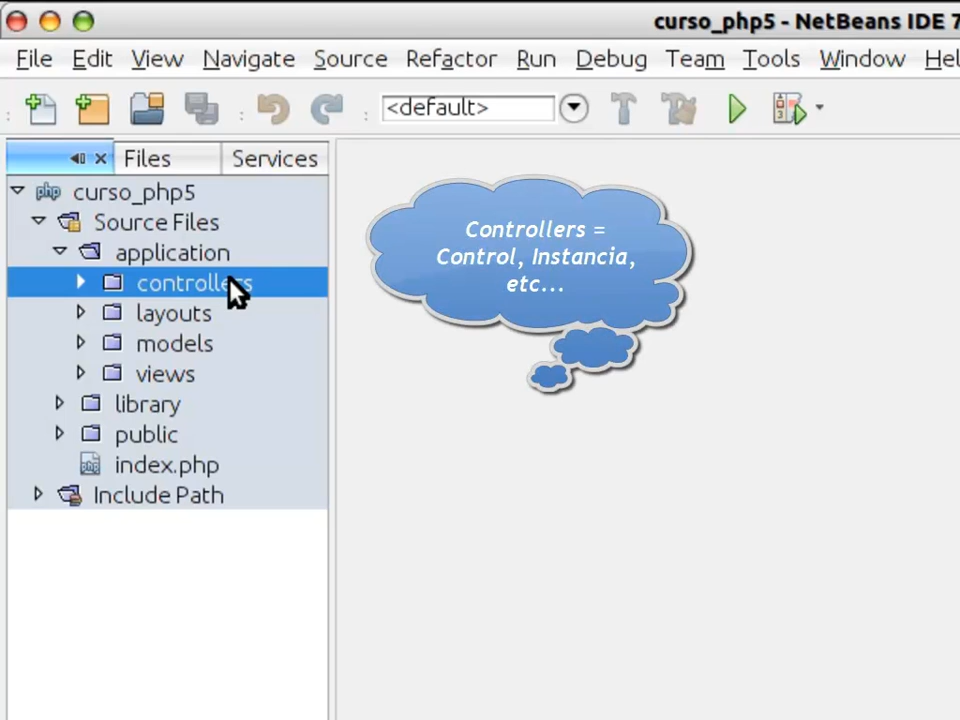 curso_php5 - NetBeans IDE 7
File Edit View Navigate Source Refactor Run Debug Team Tools Window Hel
<default>
Files Services
curso_php5
Source Files
application
controllers
layouts
models
views
library
public
index.php
Include Path
Controllers =
Control, Instancia,
etc...